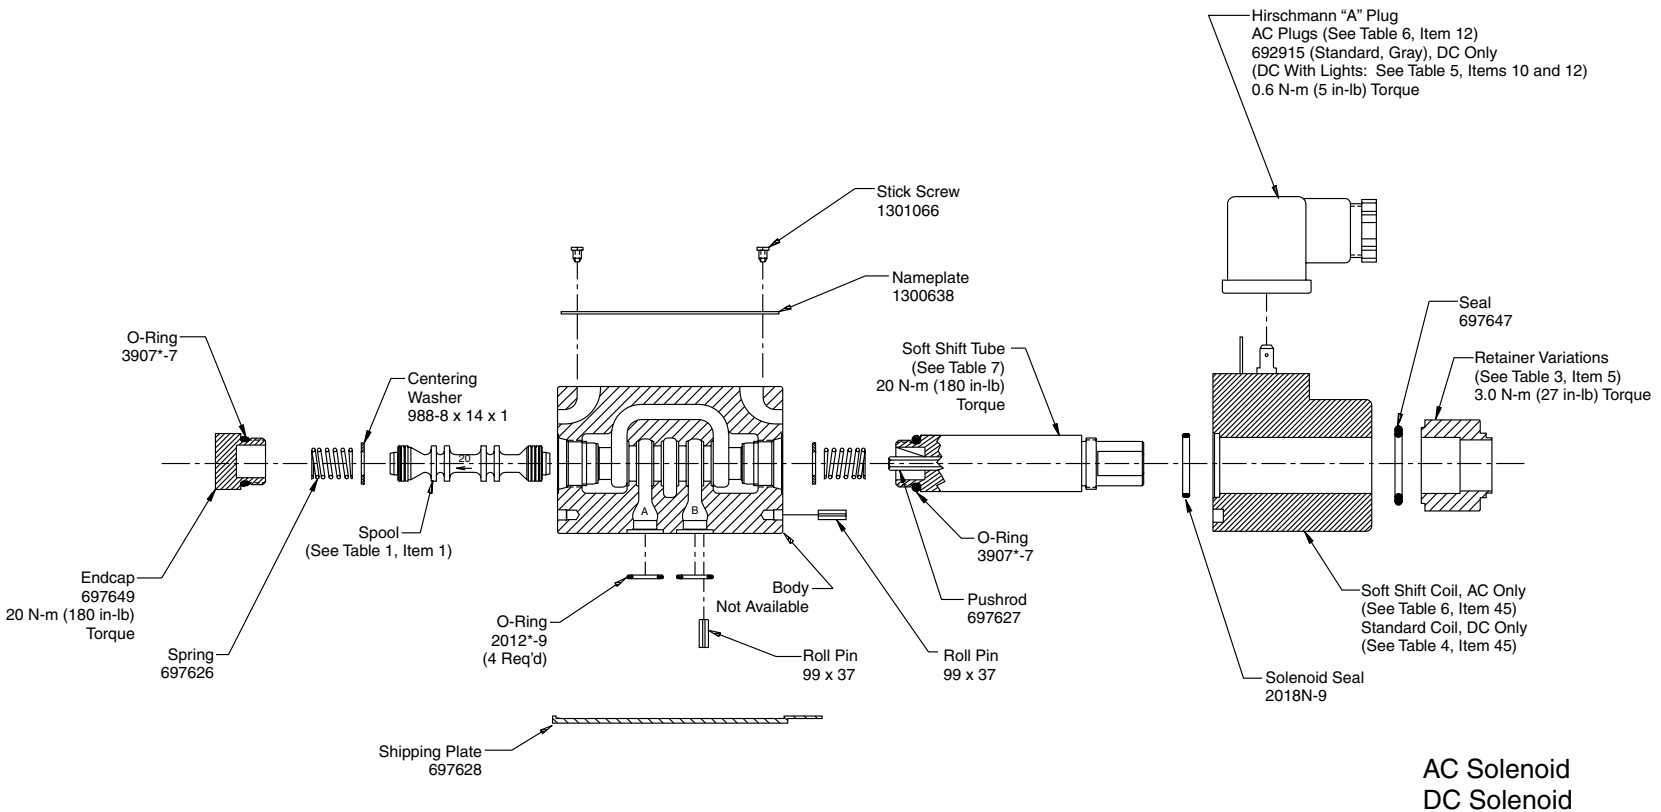 Hirschmann “A” Plug
AC Plugs (See Table 6, Item 12)
692915 (Standard, Gray), DC Only
(DC With Lights:  See Table 5, Items 10 and 12)
0.6 N-m (5 in-lb) Torque
Stick Screw
1301066
Nameplate
1300638
Seal
697647
O-Ring
3907*-7
Soft Shift Tube
(See Table 7)
20 N-m (180 in-lb)
Torque
Retainer Variations
(See Table 3, Item 5)
3.0 N-m (27 in-lb) Torque
Centering
Washer
988-8 x 14 x 1
20
A
B
Spool
(See Table 1, Item 1)
O-Ring
3907*-7
Endcap
697649
20 N-m (180 in-lb)
Torque
Body
Not Available
Pushrod
697627
Soft Shift Coil, AC Only
(See Table 6, Item 45)
Standard Coil, DC Only
(See Table 4, Item 45)
O-Ring
2012*-9
(4 Req’d)
Spring
697626
Roll Pin
99 x 37
Roll Pin
99 x 37
Solenoid Seal
2018N-9
Shipping Plate
697628
AC Solenoid
DC Solenoid